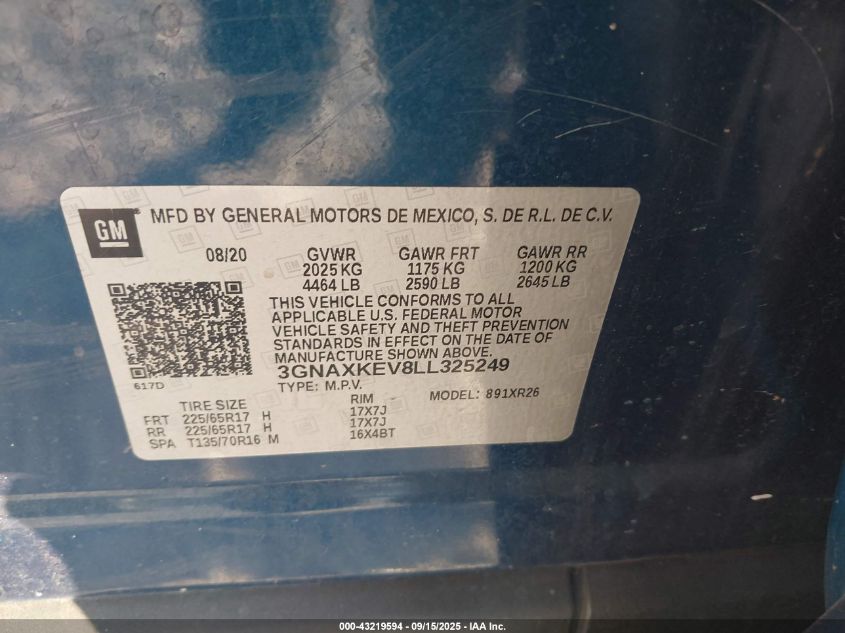 GM MFD BY GENERAL MOTORS DE MEXICO, S. DE R.L. DE C.V.
08/20 GVWR GAWR FRT GAWR RR
2025 KG 1175 KG 1200 KG
4464 LB 2590 LB 2645 LB
THIS VEHICLE CONFORMS TO ALL
APPLICABLE U.S. FEDERAL MOTOR
VEHICLE SAFETY AND THEFT PREVENTION
STANDARDS IN EFFECT ON THE DATE OF
MANUFACTURE SHOWN ABOVE.
617D 3GNAXKEV8LL325249
TYPE: M.P.V. MODEL: 891XR26
TIRE SIZE RIM
FRT 225/65R17 H 17X7J
RR 225/65R17 H 17X7J
SPA T135/70R16 M 16X4BT
000-43219594 - 09/15/2025 - IAA Inc.